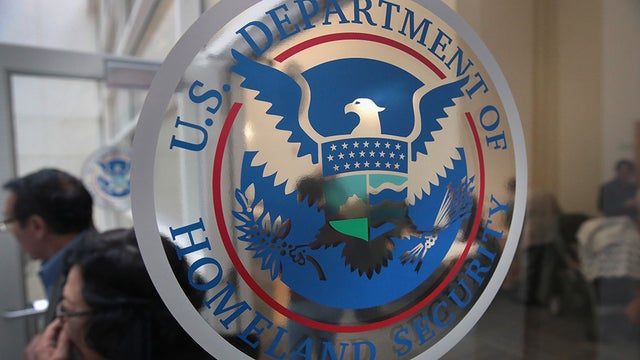 U.S. DEPARTMENT OF
HOMELAND SECURITY